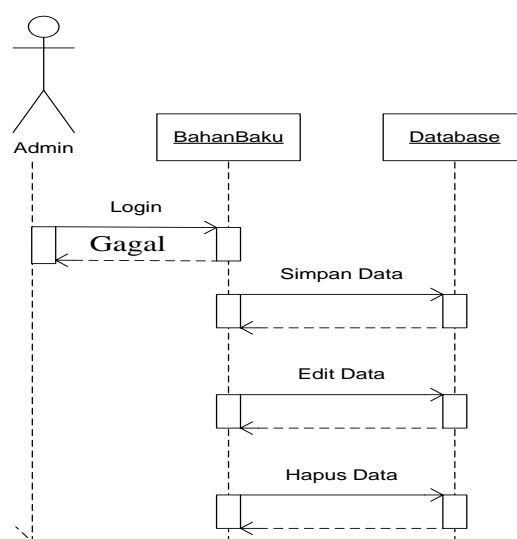 Admin
BahanBaku
Database
Login
Gagal
Simpan Data
Edit Data
Hapus Data